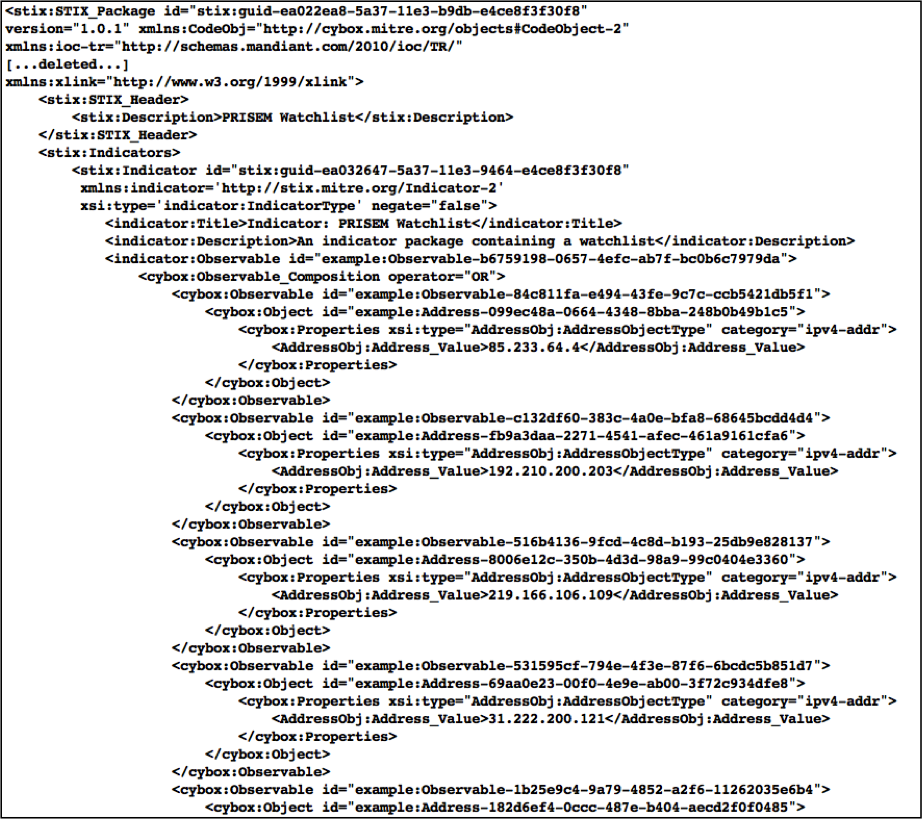 <stix:STIX_Package id="stix:guid-ea022ea8-5a37-11e3-b9db-e4ce8f3f30f8"
version="1.0.1" xmlns:CodeObj="http://cybox.mitre.org/objects#CodeObject-2"
xmlns:ioc-tr="http://schemas.mandiant.com/2010/ioc/TR/"
[...deleted...]
xmlns:xlink="http://www.w3.org/1999/xlink">
    <stix:STIX_Header>
        <stix:Description>PRISEM Watchlist</stix:Description>
    </stix:STIX_Header>
    <stix:Indicators>
        <stix:Indicator id="stix:guid-ea032647-5a37-11e3-9464-e4ce8f3f30f8"
         xmlns:indicator='http://stix.mitre.org/Indicator-2'
         xsi:type='indicator:IndicatorType' negate="false">
            <indicator:Title>Indicator: PRISEM Watchlist</indicator:Title>
            <indicator:Description>An indicator package containing a watchlist</indicator:Description>
            <indicator:Observable id="example:Observable-b6759198-0657-4efc-ab7f-bc0b6c7979da">
                <cybox:Observable_Composition operator="OR">
                    <cybox:Observable id="example:Observable-84c811fa-e494-43fe-9c7c-ccb5421db5f1">
                        <cybox:Object id="example:Address-099ec48a-0664-4348-8bba-248b0b49b1c5">
                            <cybox:Properties xsi:type="AddressObj:AddressObjectType" category="ipv4-addr">
                                <AddressObj:Address_Value>85.233.64.4</AddressObj:Address_Value>
                            </cybox:Properties>
                        </cybox:Object>
                    </cybox:Observable>
                    <cybox:Observable id="example:Observable-c132df60-383c-4a0e-bfa8-68645bcdd4d4">
                        <cybox:Object id="example:Address-fb9a3daa-2271-4541-afec-461a9161cfa6">
                            <cybox:Properties xsi:type="AddressObj:AddressObjectType" category="ipv4-addr">
                                <AddressObj:Address_Value>192.210.200.203</AddressObj:Address_Value>
                            </cybox:Properties>
                        </cybox:Object>
                    </cybox:Observable>
                    <cybox:Observable id="example:Observable-516b4136-9fcd-4c8d-b193-25db9e828137">
                        <cybox:Object id="example:Address-8006e12c-350b-4d3d-98a9-99c0404e3360">
                            <cybox:Properties xsi:type="AddressObj:AddressObjectType" category="ipv4-addr">
                                <AddressObj:Address_Value>219.166.106.109</AddressObj:Address_Value>
                            </cybox:Properties>
                        </cybox:Object>
                    </cybox:Observable>
                    <cybox:Observable id="example:Observable-531595cf-794e-4f3e-87f6-6bcdc5b851d7">
                        <cybox:Object id="example:Address-69aa0e23-00f0-4e9e-ab00-3f72c934dfe8">
                            <cybox:Properties xsi:type="AddressObj:AddressObjectType" category="ipv4-addr">
                                <AddressObj:Address_Value>31.222.200.121</AddressObj:Address_Value>
                            </cybox:Properties>
                        </cybox:Object>
                    </cybox:Observable>
                    <cybox:Observable id="example:Observable-1b25e9c4-9a79-4852-a2f6-11262035e6b4">
                        <cybox:Object id="example:Address-182d6ef4-0ccc-487e-b404-aecd2f0f0485">